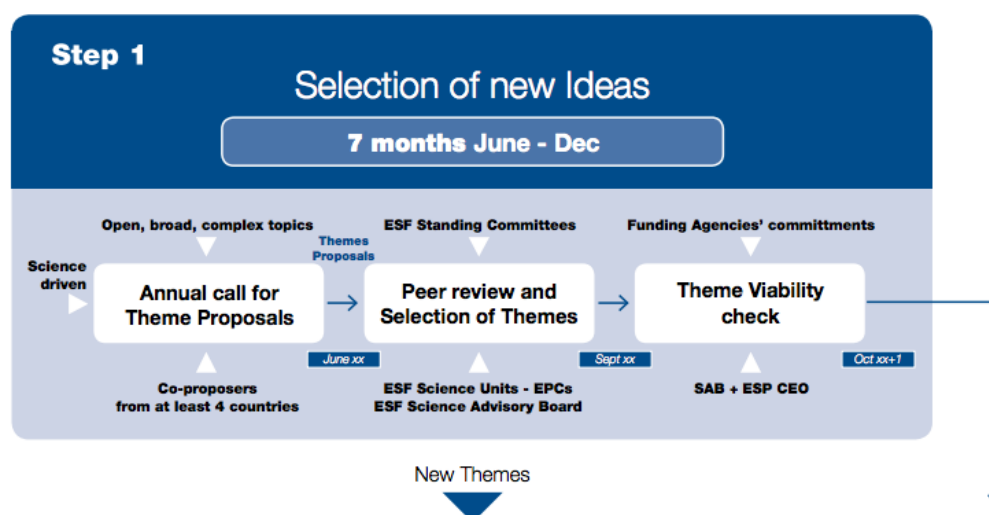 Step 1
Selection of new Ideas
7 months June - Dec
Open, broad, complex topics
ESF Standing Committees
Funding Agencies' committments
Themes
Proposals
Science
driven
Annual call for
Theme Proposals
Peer review and
Selection of Themes
Theme Viability
check
June xx
Sept xx
Oct xx+1
Co-proposers
from at least 4 countries
ESF Science Units - EPCs
ESF Science Advisory Board
SAB + ESP CEO
New Themes